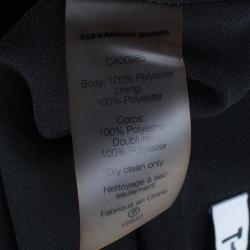 ALEXANDER WANG
CA00985
Body: 100% Polyester
Lining:
100% Polyester
Corps:
100% Polyester
Doublure:
100% Polyester
Dry clean only
Nettoyage à sec
seulement
Fabriqué en Chine
T